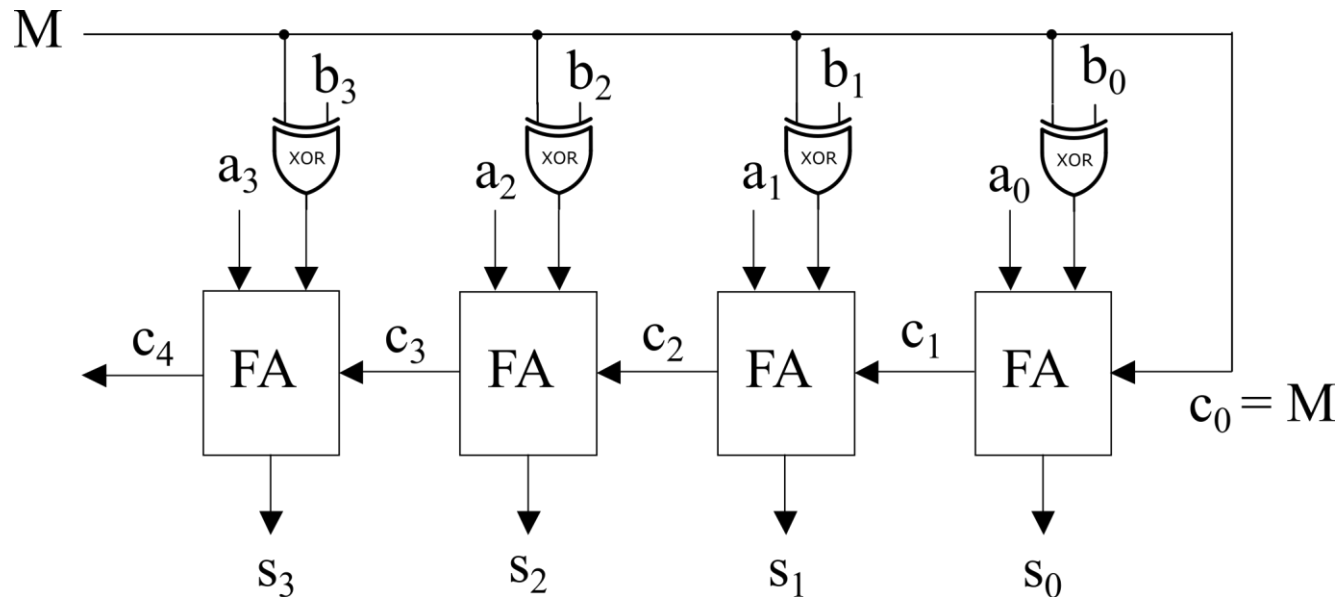 M
b₃ b₂ b₁ b₀
XOR XOR XOR XOR
a₃ a₂ a₁ a₀
c₄ FA c₃ FA c₂ FA c₁ FA
c₀ = M
s₃ s₂ s₁ s₀